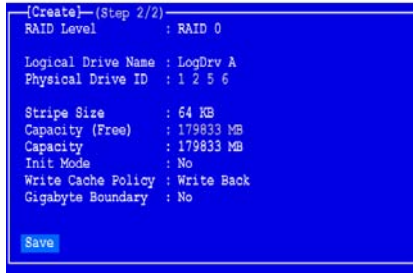 [Create] (Step 2/2)
RAID Level : RAID 0
Logical Drive Name : LogDrv A
Physical Drive ID : 1 2 5 6
Stripe Size : 64 KB
Capacity (Free) : 179833 MB
Capacity : 179833 MB
Init Mode : No
Write Cache Policy : Write Back
Gigabyte Boundary : No
Save